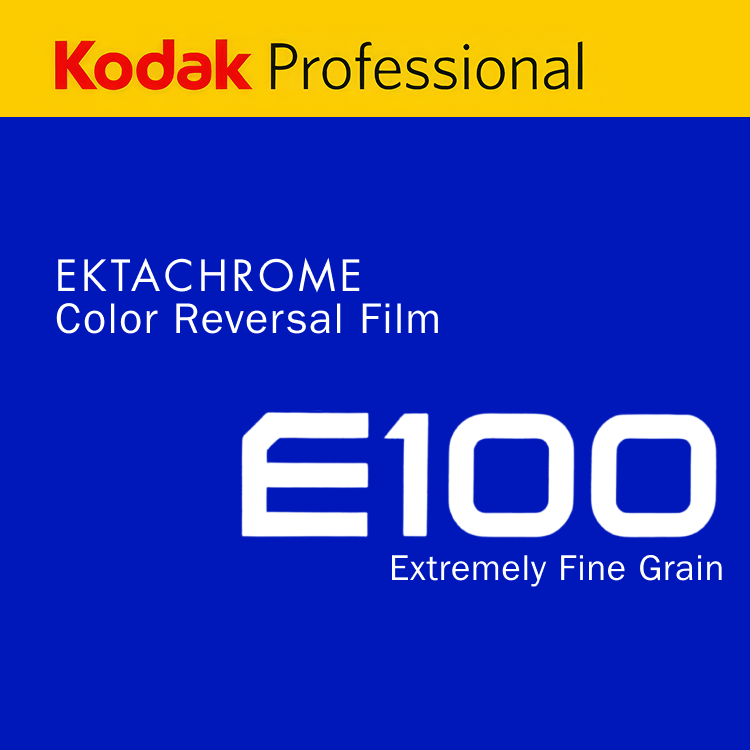 Kodak Professional
EKTACHROME
Color Reversal Film
E100
Extremely Fine Grain